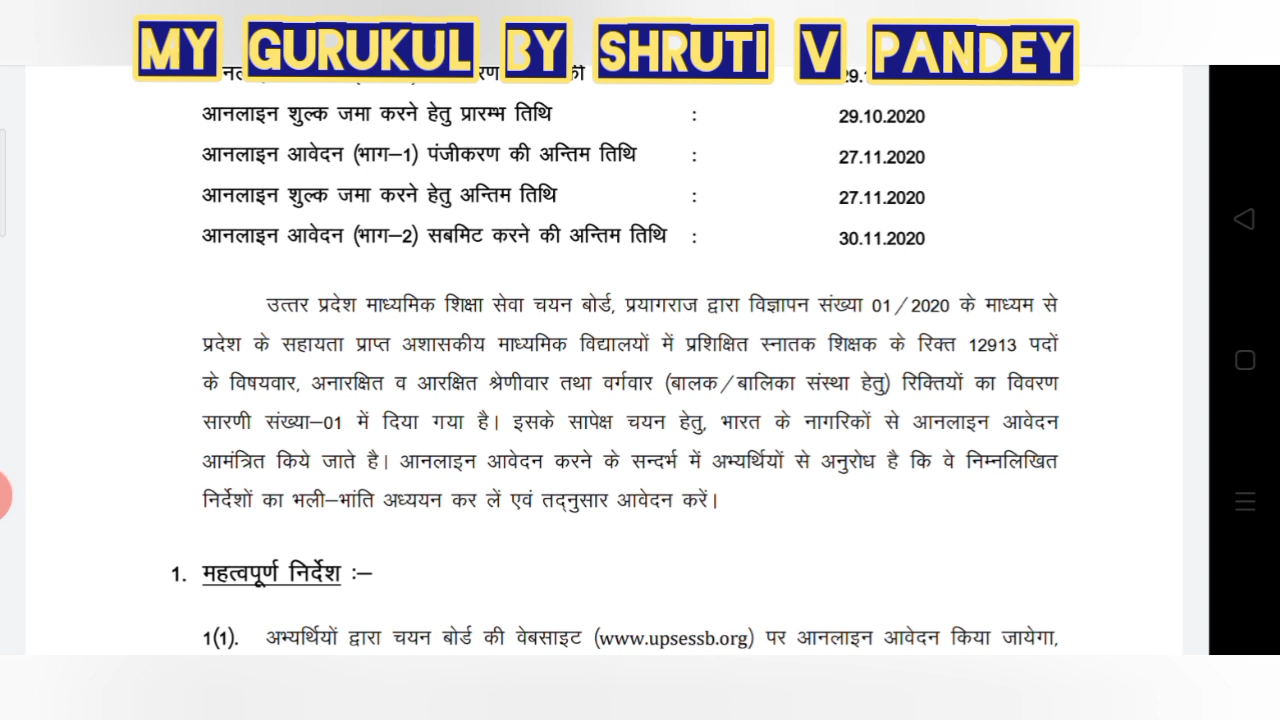 MY GURUKUL BY SHRUTI V PANDEY
की
आनलाइन शुल्क जमा करने हेतु प्रारम्भ तिथि : 29.10.2020
आनलाइन आवेदन (भाग–1) पंजीकरण की अन्तिम तिथि : 27.11.2020
आनलाइन शुल्क जमा करने हेतु अन्तिम तिथि : 27.11.2020
आनलाइन आवेदन (भाग–2) सबमिट करने की अन्तिम तिथि : 30.11.2020
उत्तर प्रदेश माध्यमिक शिक्षा सेवा चयन बोर्ड, प्रयागराज द्वारा विज्ञापन संख्या 01/2020 के माध्यम से
प्रदेश के सहायता प्राप्त अशासकीय माध्यमिक विद्यालयों में प्रशिक्षित स्नातक शिक्षक के रिक्त 12913 पदों
के विषयवार, अनारक्षित व आरक्षित श्रेणीवार तथा वर्गवार (बालक/बालिका संस्था हेतु) रिक्तियों का विवरण
सारणी संख्या–01 में दिया गया है। इसके सापेक्ष चयन हेतु, भारत के नागरिकों से आनलाइन आवेदन
आमंत्रित किये जाते है। आनलाइन आवेदन करने के सन्दर्भ में अभ्यर्थियों से अनुरोध है कि वे निम्नलिखित
निर्देशों का भली–भांति अध्ययन कर लें एवं तद्नुसार आवेदन करें।
1. महत्वपूर्ण निर्देश :–
1(1). अभ्यर्थियों द्वारा चयन बोर्ड की वेबसाइट (www.upsessb.org) पर आनलाइन आवेदन किया जायेगा,